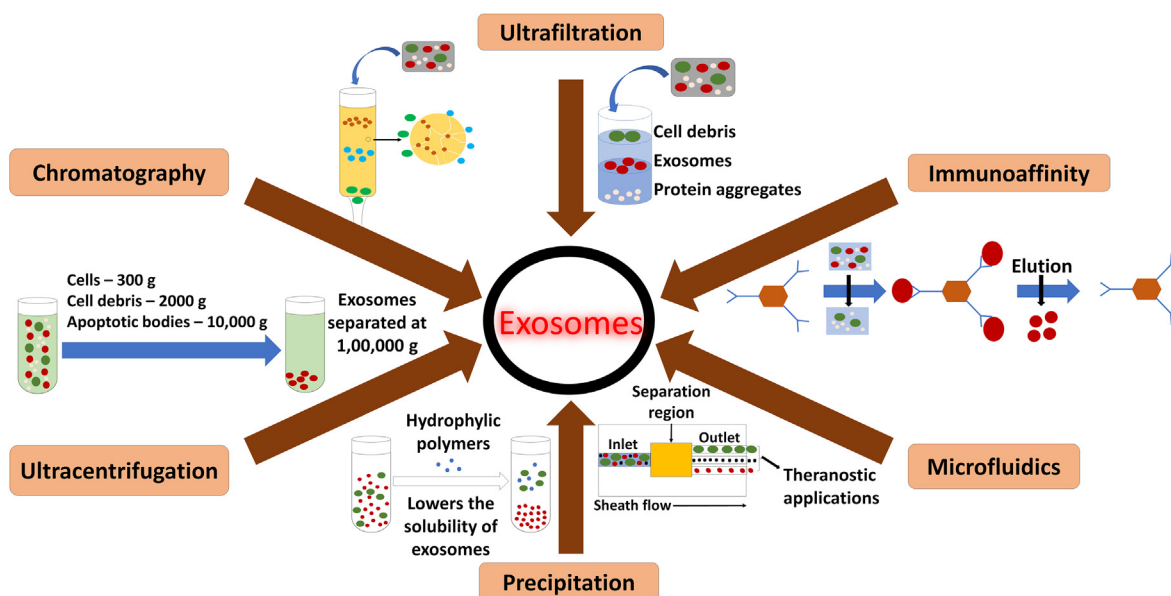 Ultrafiltration
Chromatography
Cell debris
Exosomes
Protein aggregates
Immunoaffinity
Cells – 300 g
Cell debris – 2000 g
Apoptotic bodies – 10,000 g
Exosomes
separated at
1,00,000 g
Exosomes
Elution
Ultracentrifugation
Hydrophylic
polymers
Lowers the
solubility of
exosomes
Separation
region
Inlet
Outlet
Theranostic
applications
Sheath flow
Microfluidics
Precipitation